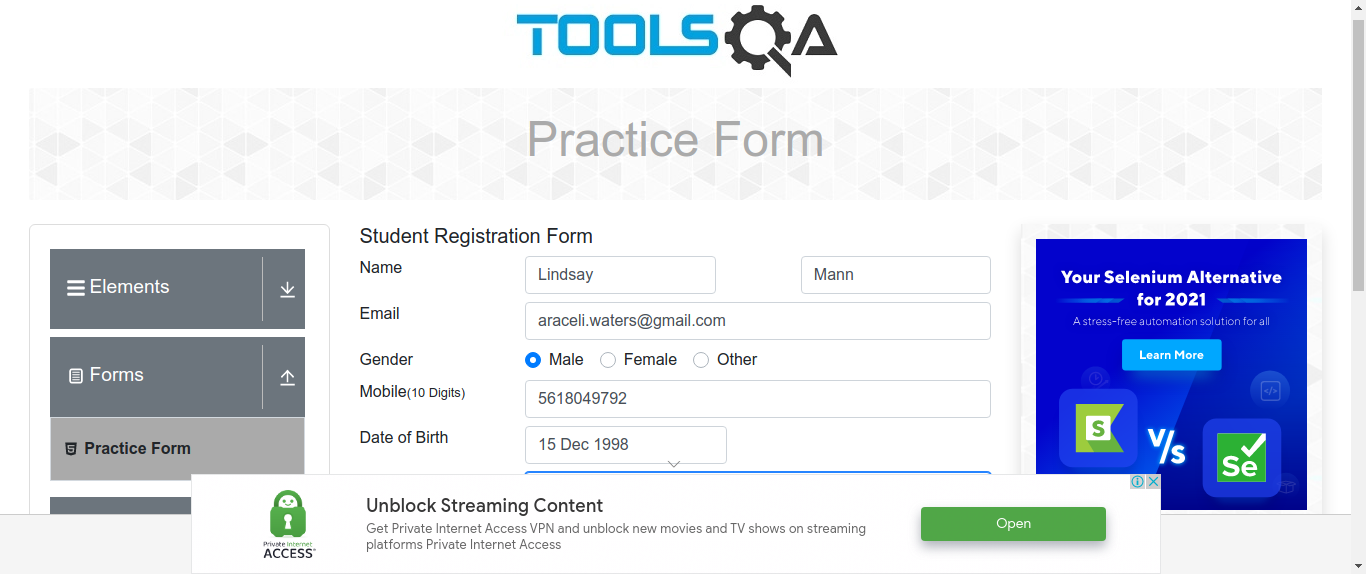 TOOLSQA
Practice Form
Elements
Forms
Practice Form
Student Registration Form
Name
Lindsay
Mann
Email
araceli.waters@gmail.com
Gender
Male
Female
Other
Mobile(10 Digits)
5618049792
Date of Birth
15 Dec 1998
Your Selenium Alternative
for 2021
A stress-free automation solution for all
Learn More
S
V/s
Se
Private Internet
ACCESS®
Unblock Streaming Content
Get Private Internet Access VPN and unblock new movies and TV shows on streaming
platforms Private Internet Access
Open